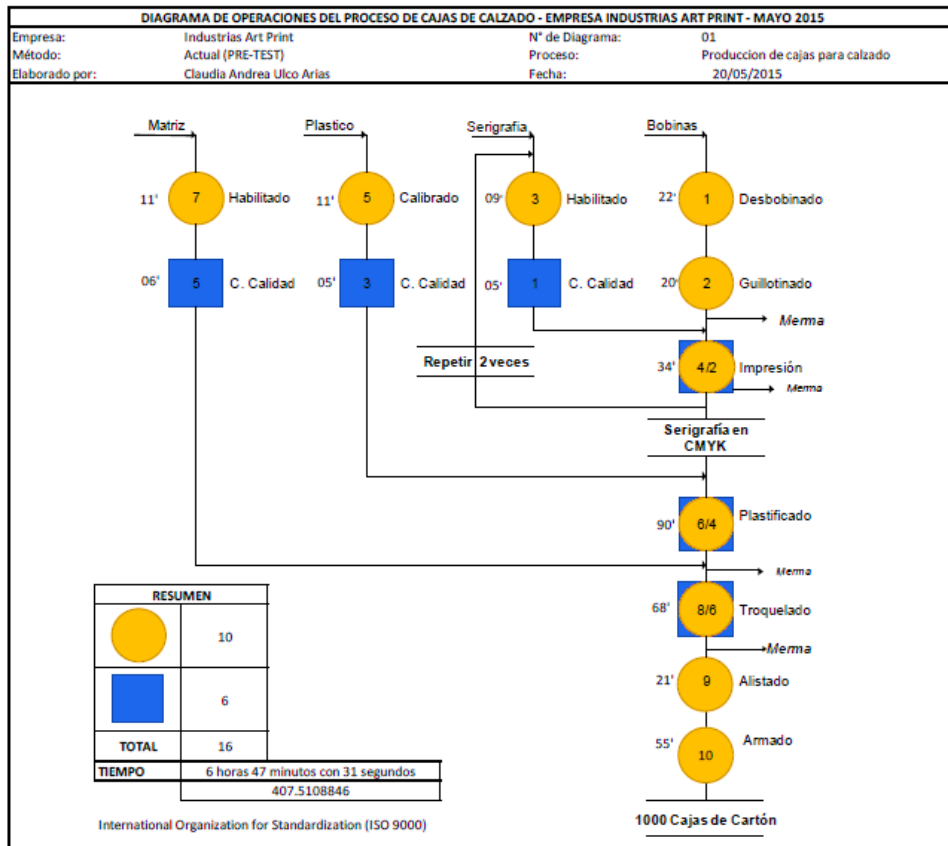 DIAGRAMA DE OPERACIONES DEL PROCESO DE CAJAS DE CALZADO - EMPRESA INDUSTRIAS ART PRINT - MAYO 2015
Empresa: Industrias Art Print N° de Diagrama: 01
Método: Actual (PRE-TEST) Proceso: Produccion de cajas para calzado
Elaborado por: Claudia Andrea Ulco Arias Fecha: 20/05/2015
Matriz Plastico Serigrafia Bobinas
11' 7 Habilitado 11' 5 Calibrado 09' 3 Habilitado 22' 1 Desbobinado
06' 5 C. Calidad 05' 3 C. Calidad 05' 1 C. Calidad 20' 2 Guillotinado
Merma
Repetir 2 veces 34' 4/2 Impresión
Merma
Serigrafía en
CMYK
90' 6/4 Plastificado
Merma
68' 8/6 Troquelado
Merma
21' 9 Alistado
55' 10 Armado
1000 Cajas de Cartón
RESUMEN
10
6
TOTAL 16
TIEMPO 6 horas 47 minutos con 31 segundos
407.5108846
International Organization for Standardization (ISO 9000)